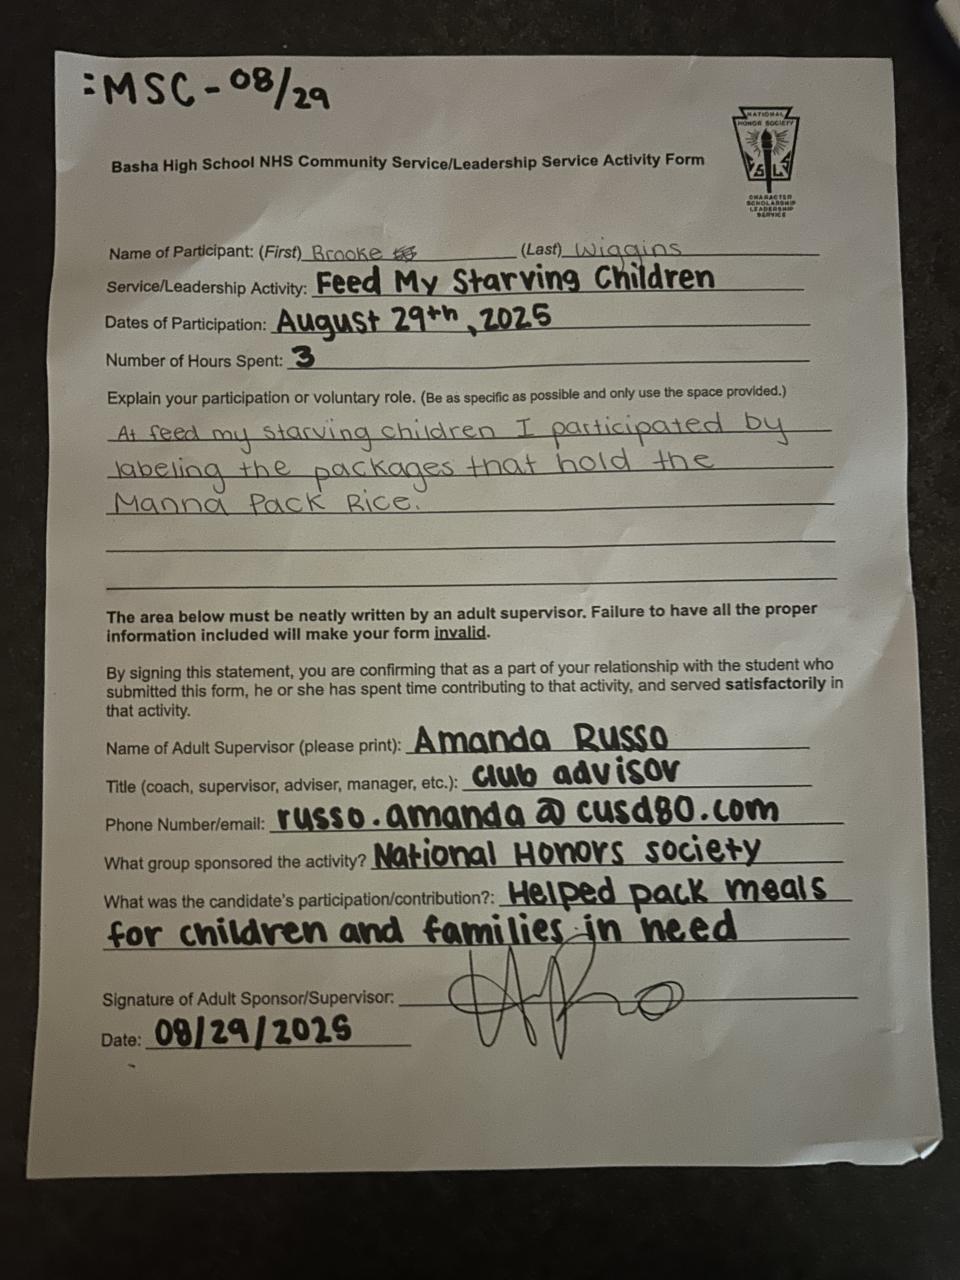 :MSC-08/29
NATIONAL
HONOR SOCIETY
CHARACTER
SCHOLARSHIP
LEADERSHIP
SERVICE
Basha High School NHS Community Service/Leadership Service Activity Form
Name of Participant: (First) Brooke (Last) Wiggins
Service/Leadership Activity: Feed My Starving Children
Dates of Participation: August 29th, 2025
Number of Hours Spent: 3
Explain your participation or voluntary role. (Be as specific as possible and only use the space provided.)
At feed my starving children I participated by
labeling the packages that hold the
Manna Pack Rice.
The area below must be neatly written by an adult supervisor. Failure to have all the proper
information included will make your form invalid.
By signing this statement, you are confirming that as a part of your relationship with the student who
submitted this form, he or she has spent time contributing to that activity, and served satisfactorily in
that activity.
Name of Adult Supervisor (please print): Amanda Russo
Title (coach, supervisor, adviser, manager, etc.): club advisor
Phone Number/email: russo.amanda@cusd80.com
What group sponsored the activity? National Honors society
What was the candidate's participation/contribution?: Helped pack meals
for children and families in need
Signature of Adult Sponsor/Supervisor:
Date: 08/29/2025